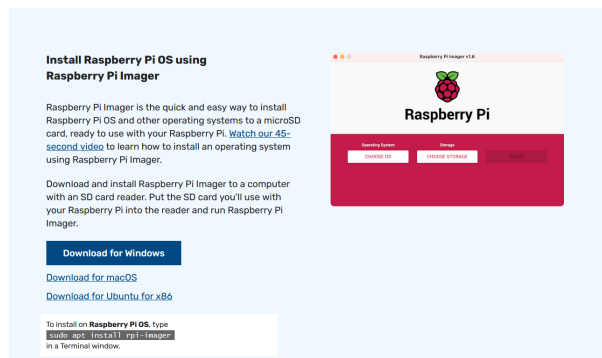 Install Raspberry Pi OS using
Raspberry Pi Imager
Raspberry Pi Imager is the quick and easy way to install
Raspberry Pi OS and other operating systems to a microSD
card, ready to use with your Raspberry Pi. Watch our 45-
second video to learn how to install an operating system
using Raspberry Pi Imager.
Download and install Raspberry Pi Imager to a computer
with an SD card reader. Put the SD card you'll use with
your Raspberry Pi into the reader and run Raspberry Pi
Imager.
Download for Windows
Download for macOS
Download for Ubuntu for x86
To install on Raspberry Pi OS, type
sudo apt install rpi-imager
in a Terminal window.
Raspberry Pi Imager v1.6
Raspberry Pi
Operating System Storage
CHOOSE OS CHOOSE STORAGE